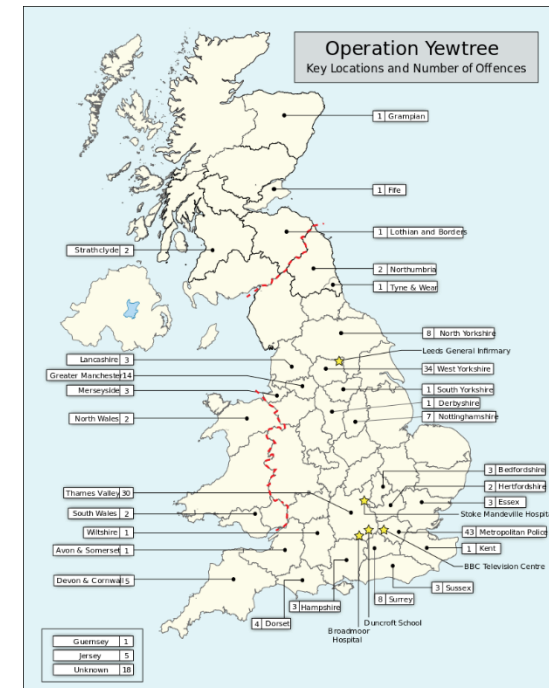 Operation Yewtree
Key Locations and Number of Offences
1 Grampian
1 Fife
1 Lothian and Borders
Strathclyde 2
2 Northumbria
1 Tyne & Wear
8 North Yorkshire
Leeds General Infirmary
Lancashire 3
34 West Yorkshire
Greater Manchester 14
Merseyside 3
1 South Yorkshire
1 Derbyshire
North Wales 2
7 Nottinghamshire
3 Bedfordshire
2 Hertfordshire
Thames Valley 30
3 Essex
South Wales 2
Stoke Mandeville Hospital
Wiltshire 1
43 Metropolitan Police
Avon & Somerset 1
1 Kent
BBC Television Centre
Devon & Cornwall 5
3 Sussex
8 Surrey
3 Hampshire
4 Dorset
Duncroft School
Broadmoor
Hospital
Guernsey 1
Jersey 5
Unknown 18